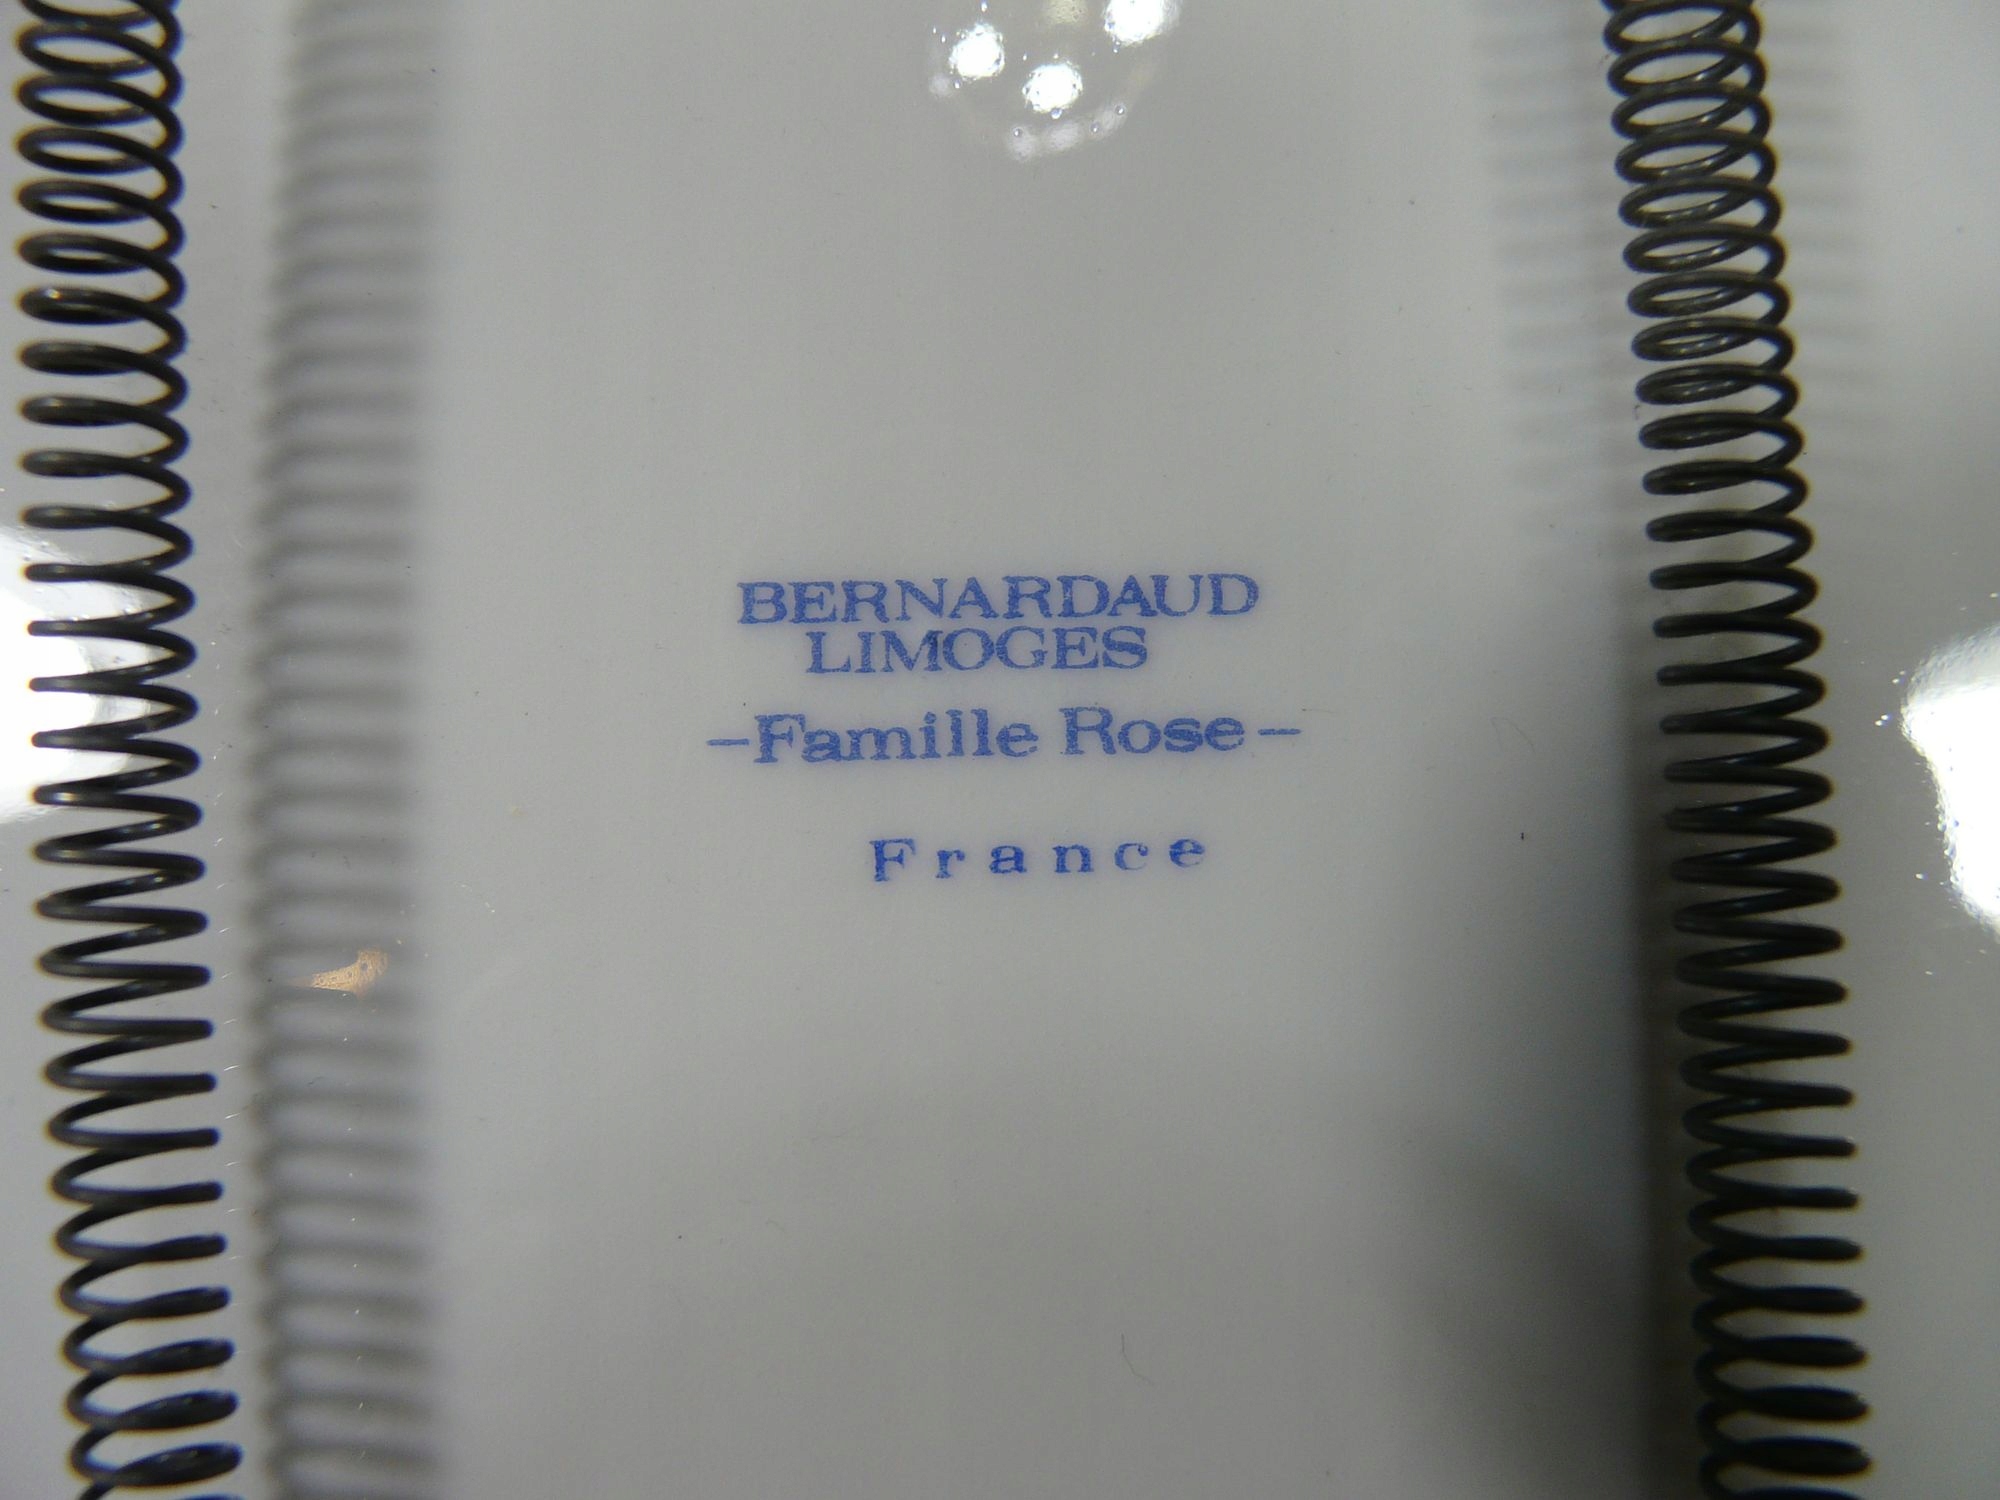 BERNARDAUD
LIMOGES
-Famille Rose-
France